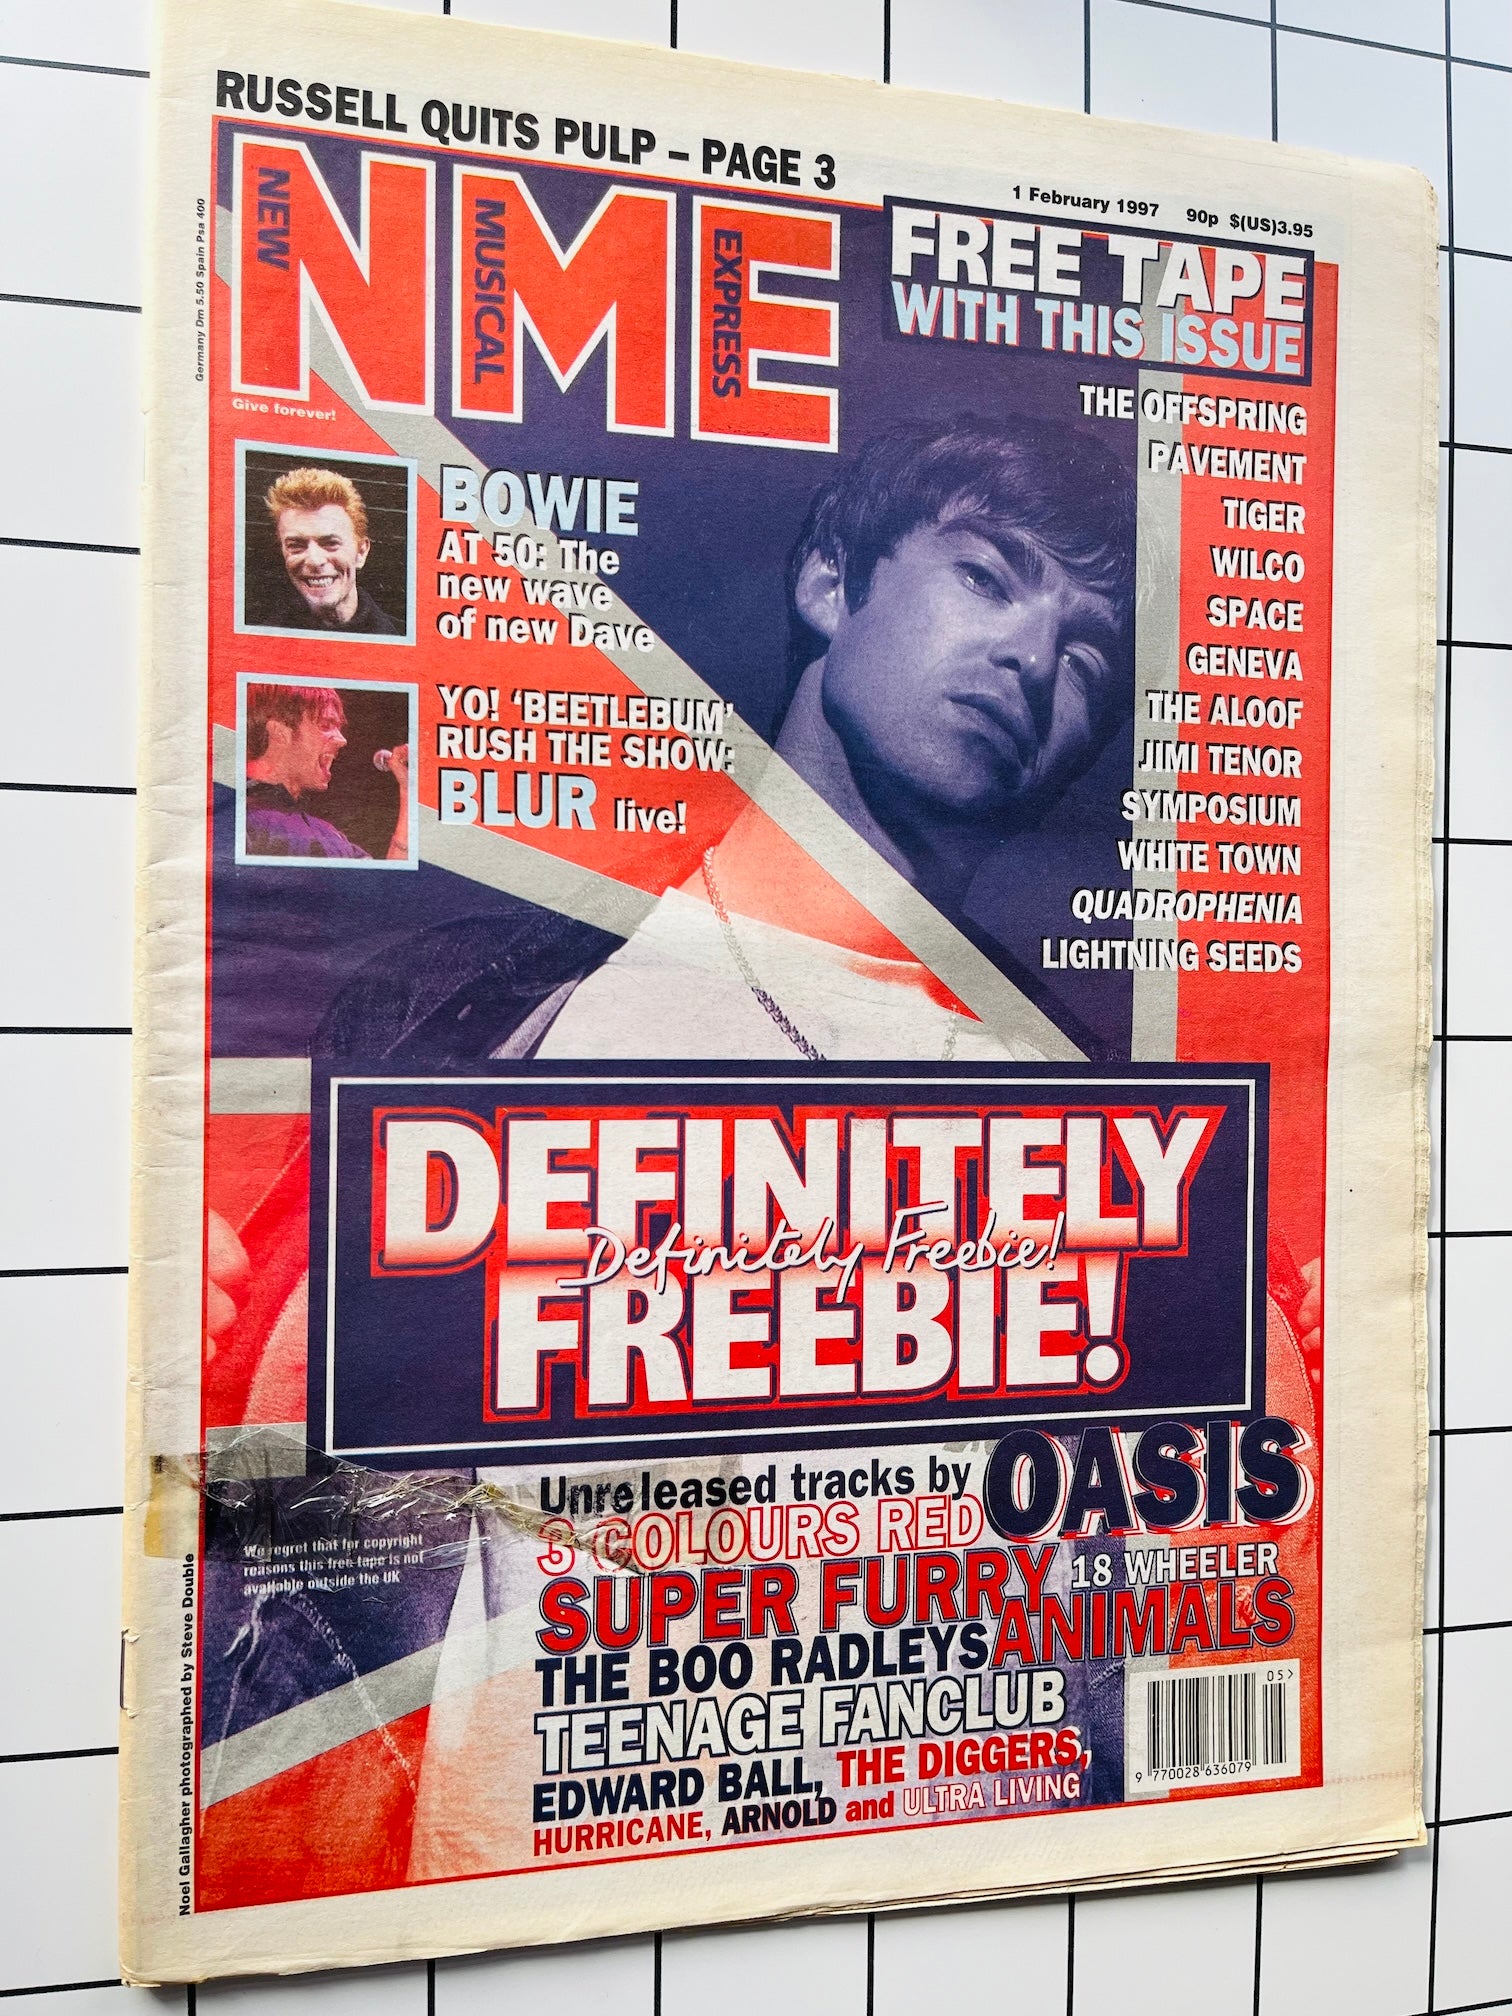 RUSSELL QUITS PULP – PAGE 3
1 February 1997 90p $(US)3.95
Germany Dm 5.50 Spain Psa 400
NME
NEW
MUSICAL
EXPRESS
Give forever!
FREE TAPE
WITH THIS ISSUE
THE OFFSPRING
PAVEMENT
TIGER
WILCO
SPACE
GENEVA
THE ALOOF
JIMI TENOR
SYMPOSIUM
WHITE TOWN
QUADROPHENIA
LIGHTNING SEEDS
BOWIE
AT 50: The
new wave
of new Dave
YO! ‘BEETLEBUM’
RUSH THE SHOW:
BLUR live!
DEFINITELY
Definitely Freebie!
FREEBIE!
Unreleased tracks by OASIS
3 COLOURS RED
SUPER FURRY ANIMALS
18 WHEELER
THE BOO RADLEYS
TEENAGE FANCLUB
EDWARD BALL, THE DIGGERS,
HURRICANE, ARNOLD and ULTRA LIVING
We regret that for copyright
reasons this free tape is not
available outside the UK
Noel Gallagher photographed by Steve Double
05>
9 770028 636079